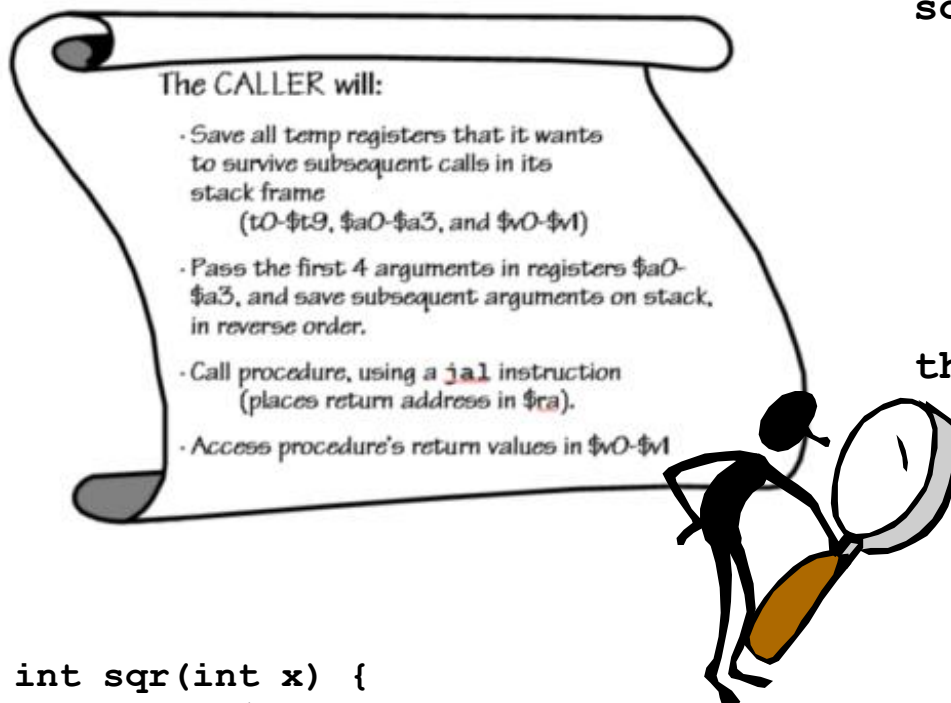 The CALLER will:
· Save all temp registers that it wants
to survive subsequent calls in its
stack frame
(t0-$t9, $a0-$a3, and $v0-$v1)
· Pass the first 4 arguments in registers $a0-
$a3, and save subsequent arguments on stack,
in reverse order.
· Call procedure, using a jal instruction
(places return address in $ra).
· Access procedure's return values in $v0-$v1
int sqr(int x) {